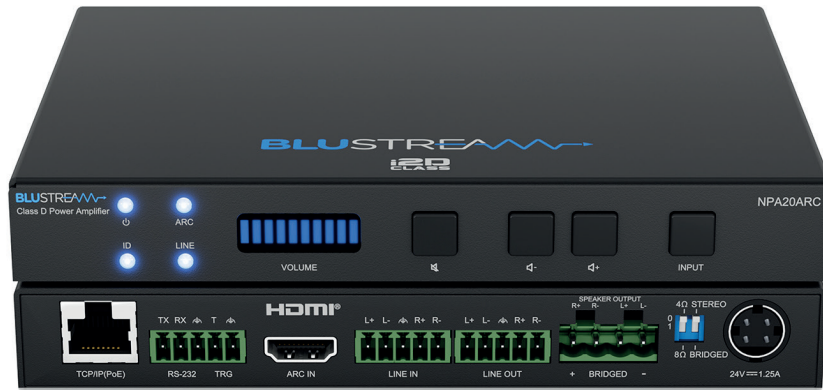 BLUSTREAM
i2D
CLASS
BLUSTREAM
Class D Power Amplifier
ARC
NPA20ARC
ID
LINE
VOLUME
INPUT
SPEAKER OUTPUT
TX RX T
HDMI®
L+ L- R+ R-
L+ L- R+ R-
R+ R- L+ L-
4Ω STEREO
0
1
8Ω BRIDGED
TCP/IP(PoE)
RS-232
TRG
ARC IN
LINE IN
LINE OUT
+ BRIDGED -
24V⎓1.25A